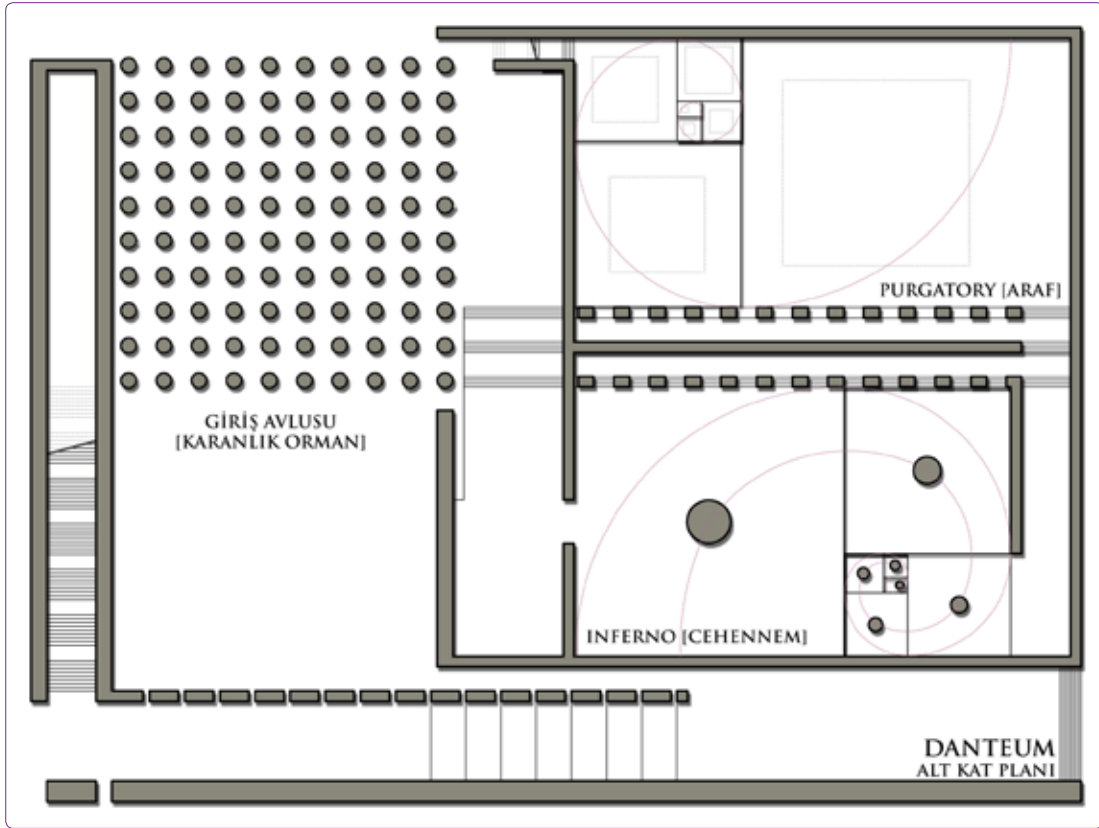 PURGATORY [ARAF]
GİRİŞ AVLUSU
[KARANLIK ORMAN]
INFERNO [CEHENNEM]
DANTEUM
ALT KAT PLANI